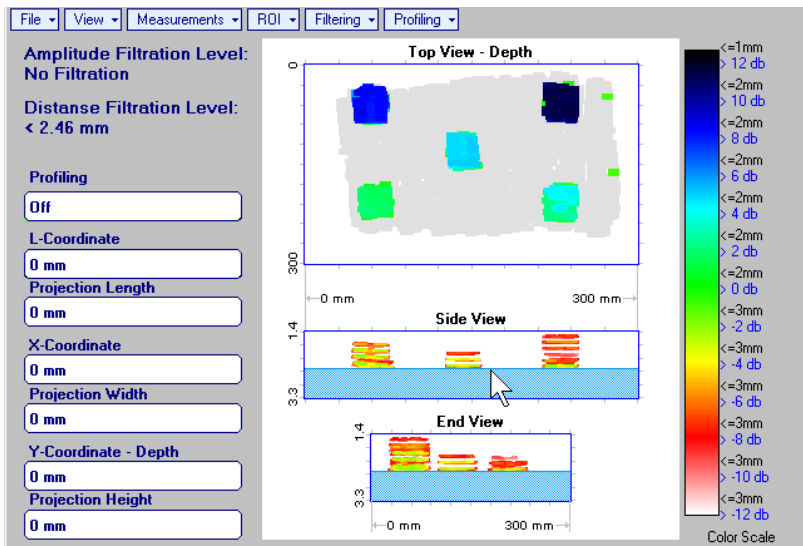 File View Measurements ROI Filtering Profiling
Amplitude Filtration Level:
No Filtration
Distanse Filtration Level:
< 2.46 mm
Profiling
Off
L-Coordinate
0 mm
Projection Length
0 mm
X-Coordinate
0 mm
Projection Width
0 mm
Y-Coordinate - Depth
0 mm
Projection Height
0 mm
Top View - Depth
0
300
0 mm 300 mm
Side View
1.4
3.3
End View
1.4
3.3
0 mm 300 mm
<=1mm
> 12 db
<=2mm
> 10 db
<=2mm
> 8 db
<=2mm
> 6 db
<=2mm
> 4 db
<=2mm
> 2 db
<=2mm
> 0 db
<=3mm
> -2 db
<=3mm
> -4 db
<=3mm
> -6 db
<=3mm
> -8 db
<=3mm
> -10 db
<=3mm
> -12 db
Color Scale